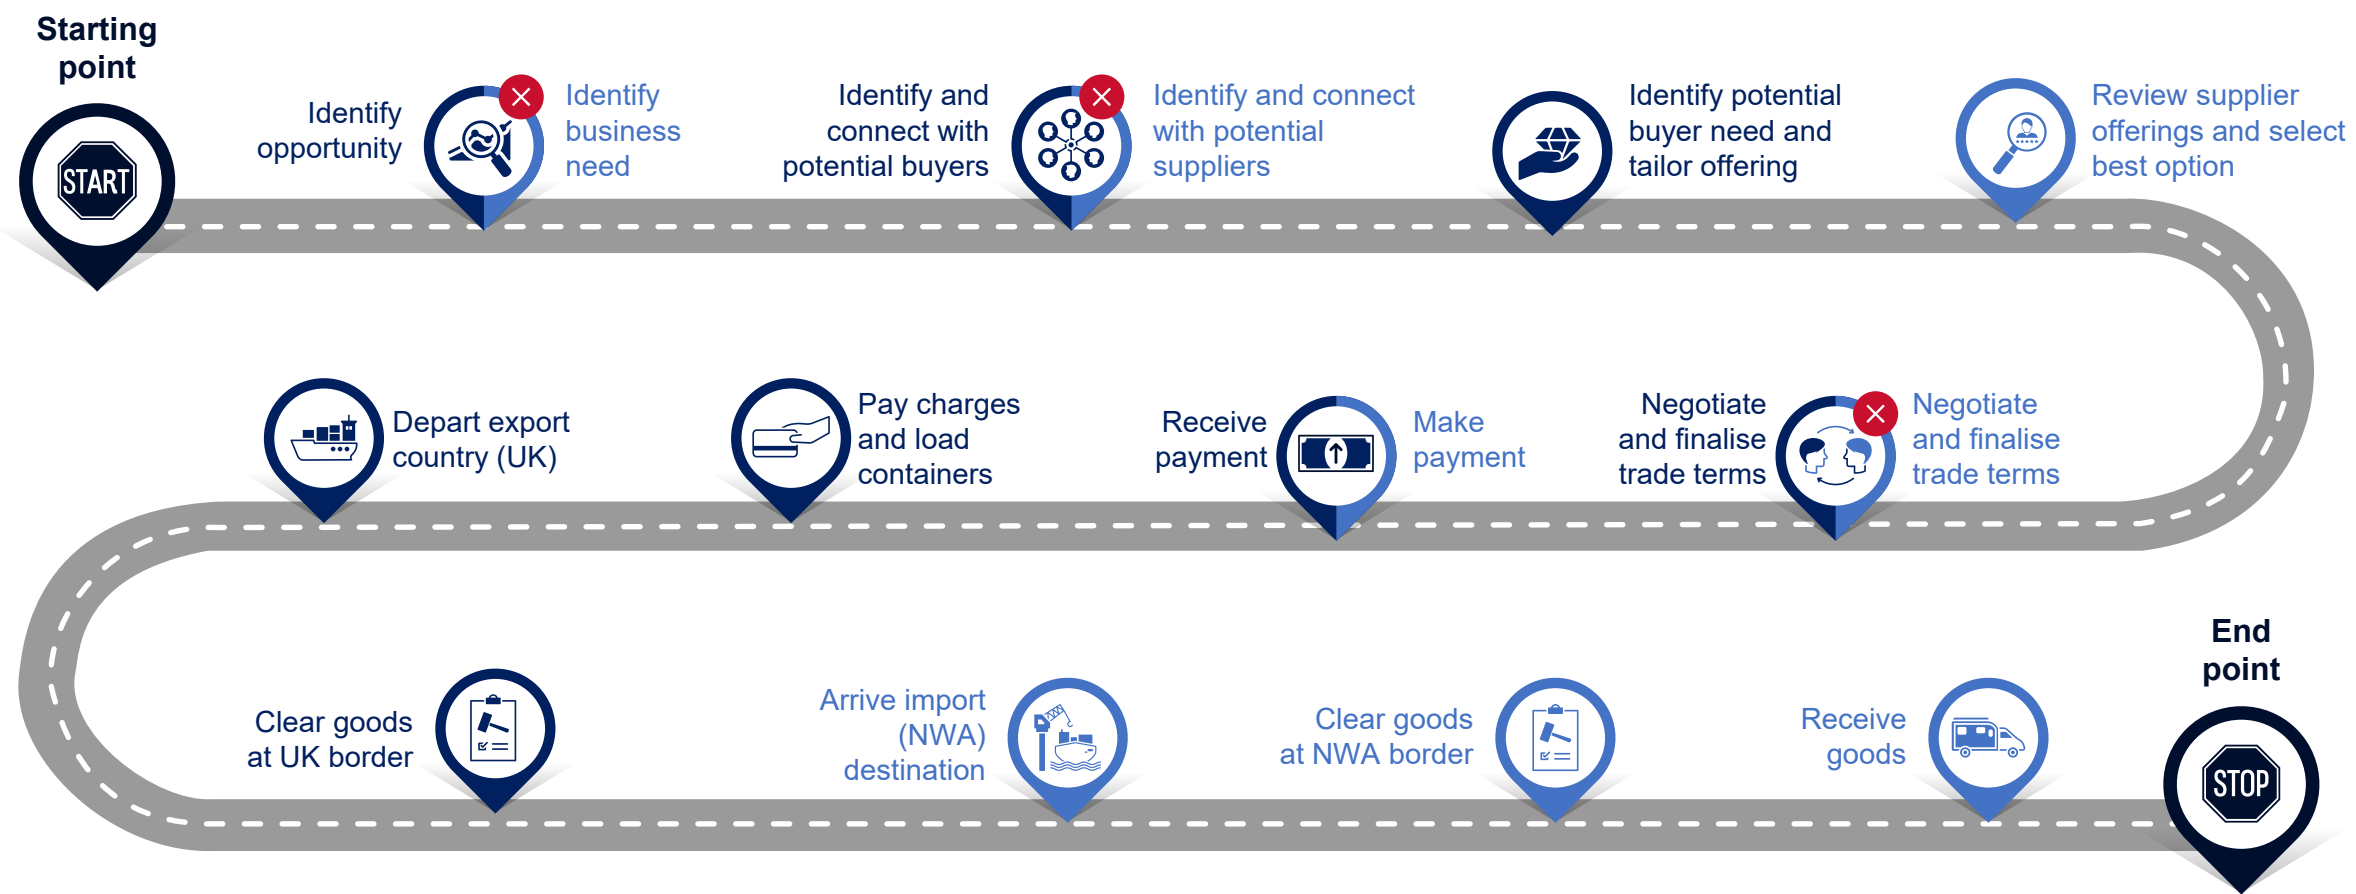 Starting
point
START
Identify
opportunity
Identify
business
need
Identify and
connect with
potential buyers
Identify and connect
with potential
suppliers
Identify potential
buyer need and
tailor offering
Review supplier
offerings and select
best option
Depart export
country (UK)
Pay charges
and load
containers
Receive
payment
Make
payment
Negotiate
and finalise
trade terms
Negotiate
and finalise
trade terms
Clear goods
at UK border
Arrive import
(NWA)
destination
Clear goods
at NWA border
Receive
goods
End
point
STOP